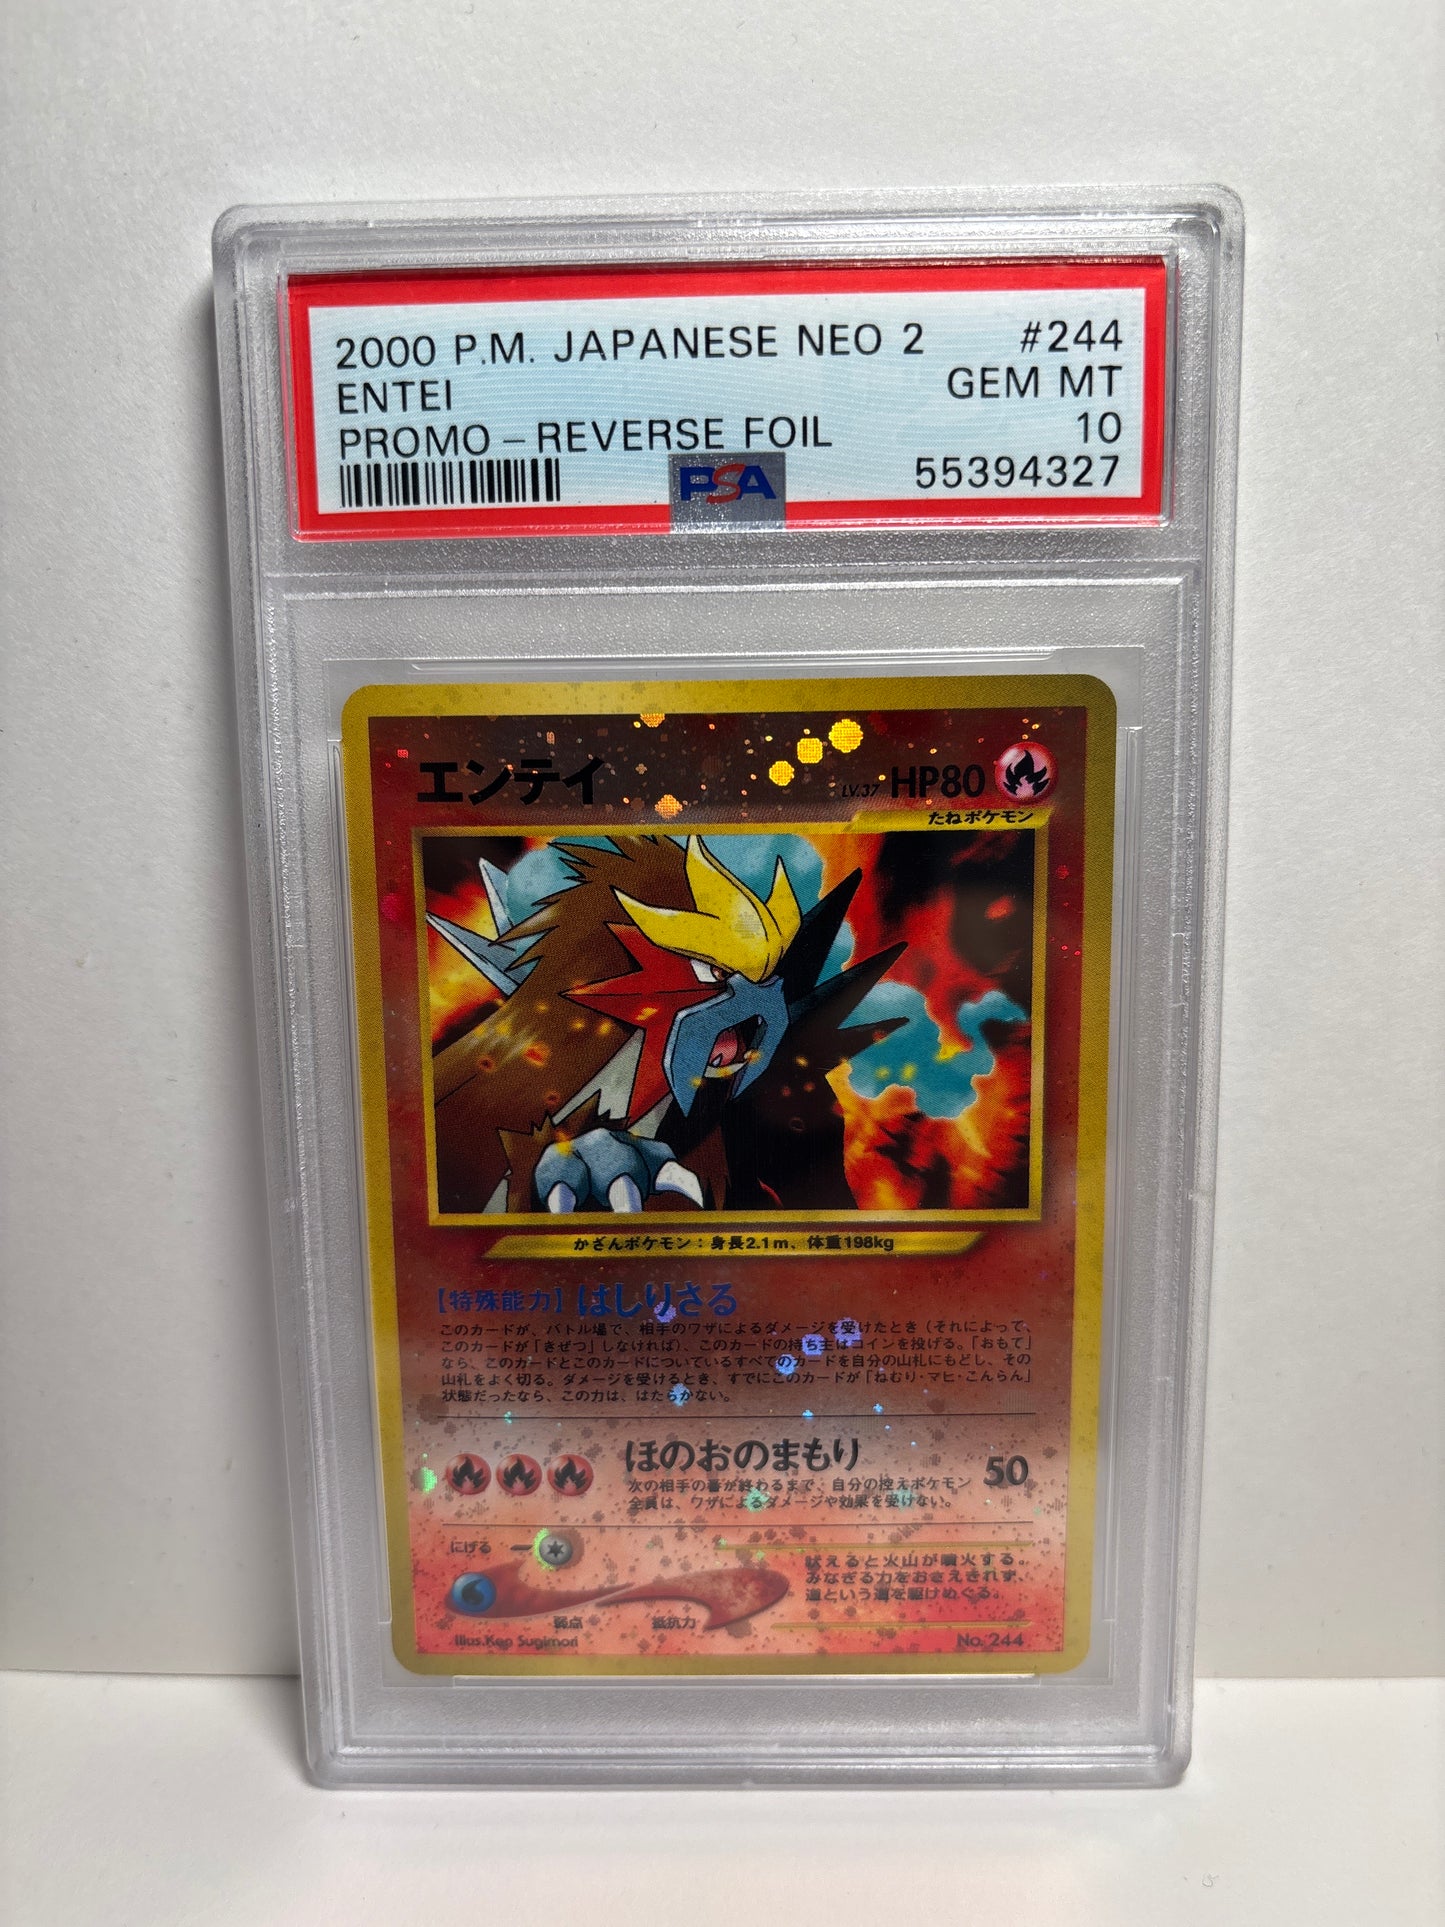 2000 P.M. JAPANESE NEO 2 #244
ENTEI GEM MT
PROMO – REVERSE FOIL 10
PSA 55394327
エンテイ LV.37 HP80
たねポケモン
かざんポケモン：身長2.1m、体重198kg
【特殊能力】はしりさる
このカードが、バトル場で、相手のワザによるダメージを受けたとき（それによって、
このカードが「きぜつ」しなければ）、このカードの持ち主はコインを投げる。「おもて」
なら、このカードとこのカードについているすべてのカードを自分の山札にもどし、その
山札をよく切る。ダメージを受けるとき、すでにこのカードが「ねむり・マヒ・こんらん」
状態だったなら、この力は、はたらかない。
ほのおのまもり 50
次の相手の番が終わるまで、自分の控えポケモン
全員は、ワザによるダメージや効果を受けない。
にげる
吠えると火山が噴火する。
みなぎる力をおさえきれず、
道という道を駆けめぐる。
弱点 抵抗力
Illus. Ken Sugimori No. 244